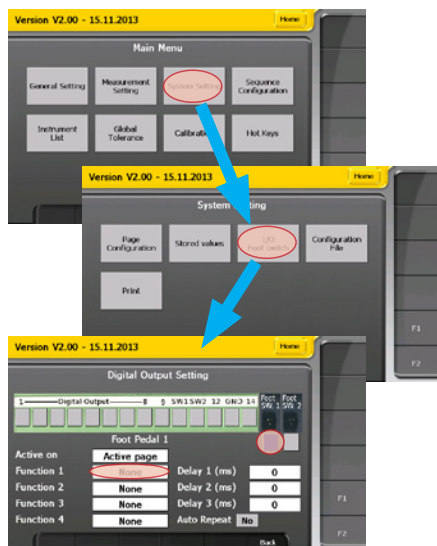 Version V2.00 - 15.11.2013 Home
Main Menu
General Setting Measurement Setting System Setting Sequence Configuration
Instrument List Global Tolerance Calibration Hot Keys
Version V2.00 - 15.11.2013 Home
System Setting
Page Configuration Stored values I/O Foot switch Configuration File
Print
F1
F2
Version V2.00 - 15.11.2013 Home
Digital Output Setting
1 Digital Output 8 9 SW1 SW2 12 GND 14 Foot SW. 1 Foot SW. 2
Foot Pedal 1
Active on Active page
Function 1 None Delay 1 (ms) 0
Function 2 None Delay 2 (ms) 0
Function 3 None Delay 3 (ms) 0
Function 4 None Auto Repeat No
F1
F2
Back